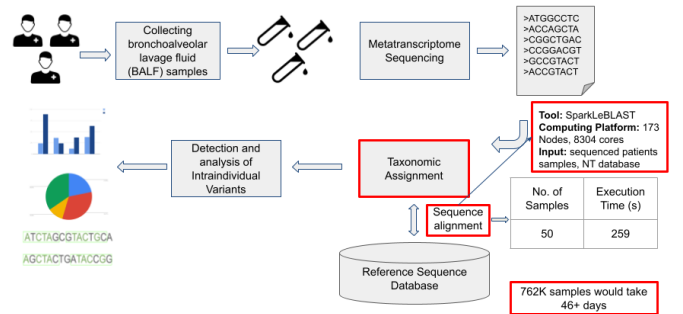 Collecting
bronchoalveolar
lavage fluid
(BALF) samples
Metatranscriptome
Sequencing
>ATGGCCTC
>ACCAGCTA
>CGGCTGAC
>CCGGACGT
>GCCGTACT
>ACCGTACT
Tool: SparkLeBLAST
Computing Platform: 173
Nodes, 8304 cores
Input: sequenced patients
samples, NT database
Detection and
analysis of
Intraindividual
Variants
Taxonomic
Assignment
Sequence
alignment
No. of
Samples
Execution
Time (s)
50
259
ATCTAGCGTACTGCA
AGCTACTGATACCGG
Reference Sequence
Database
762K samples would take
46+ days